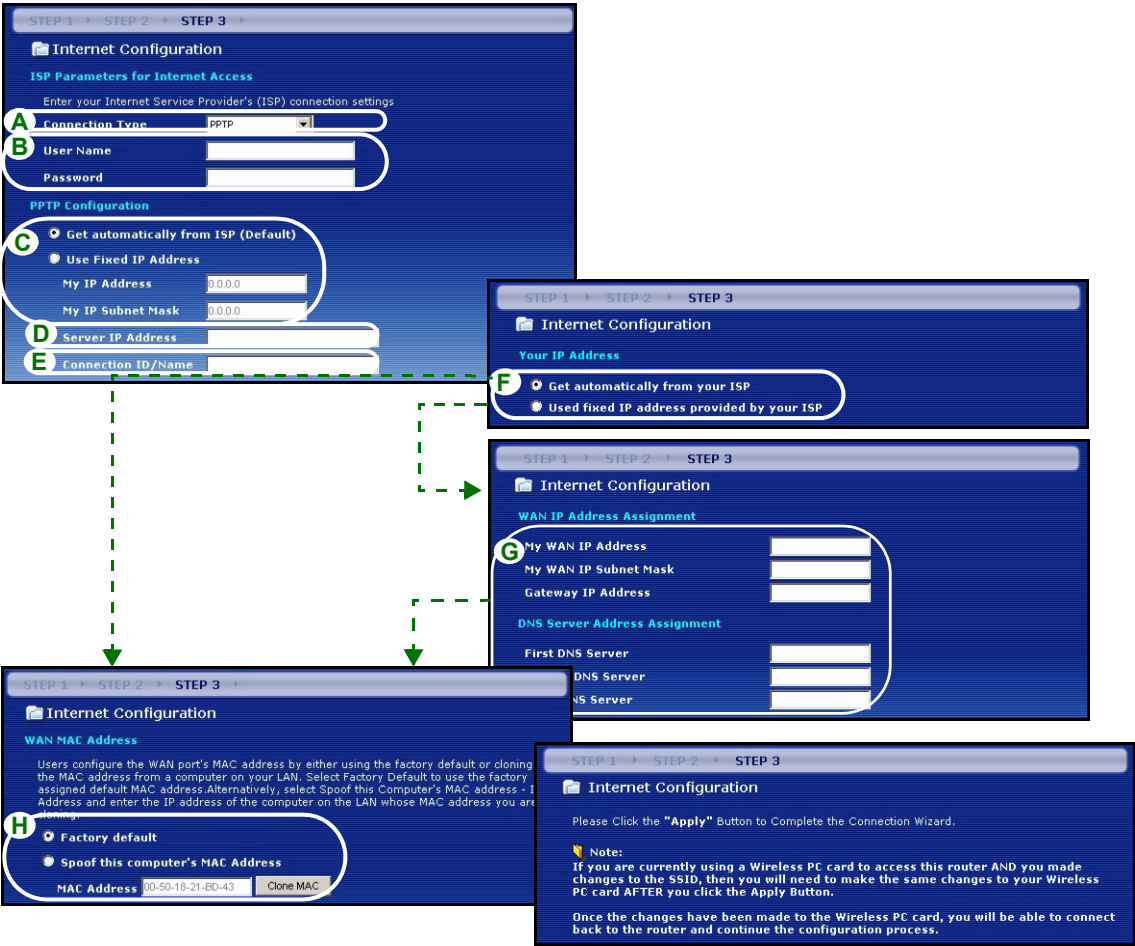 STEP 1 STEP 2 STEP 3
Internet Configuration
ISP Parameters for Internet Access
Enter your Internet Service Provider's (ISP) connection settings
A Connection Type PPTP
B User Name
Password
PPTP Configuration
C Get automatically from ISP (Default)
Use Fixed IP Address
My IP Address 0.0.0.0
My IP Subnet Mask 0.0.0.0
D Server IP Address
E Connection ID/Name
STEP 1 STEP 2 STEP 3
Internet Configuration
Your IP Address
F Get automatically from your ISP
Used fixed IP address provided by your ISP
STEP 1 STEP 2 STEP 3
Internet Configuration
WAN IP Address Assignment
G My WAN IP Address
My WAN IP Subnet Mask
Gateway IP Address
DNS Server Address Assignment
First DNS Server
DNS Server
Server
STEP 1 STEP 2 STEP 3
Internet Configuration
WAN MAC Address
Users configure the WAN port's MAC address by either using the factory default or cloning
the MAC address from a computer on your LAN. Select Factory Default to use the factory
assigned default MAC address.Alternatively, select Spoof this Computer's MAC address -
Address and enter the IP address of the computer on the LAN whose MAC address you are
cloning.
H Factory default
Spoof this computer's MAC Address
MAC Address 00-50-18-21-BD-43 Clone MAC
STEP 1 STEP 2 STEP 3
Internet Configuration
Please Click the "Apply" Button to Complete the Connection Wizard.
Note:
If you are currently using a Wireless PC card to access this router AND you made
changes to the SSID, then you will need to make the same changes to your Wireless
PC card AFTER you click the Apply Button.
Once the changes have been made to the Wireless PC card, you will be able to connect
back to the router and continue the configuration process.